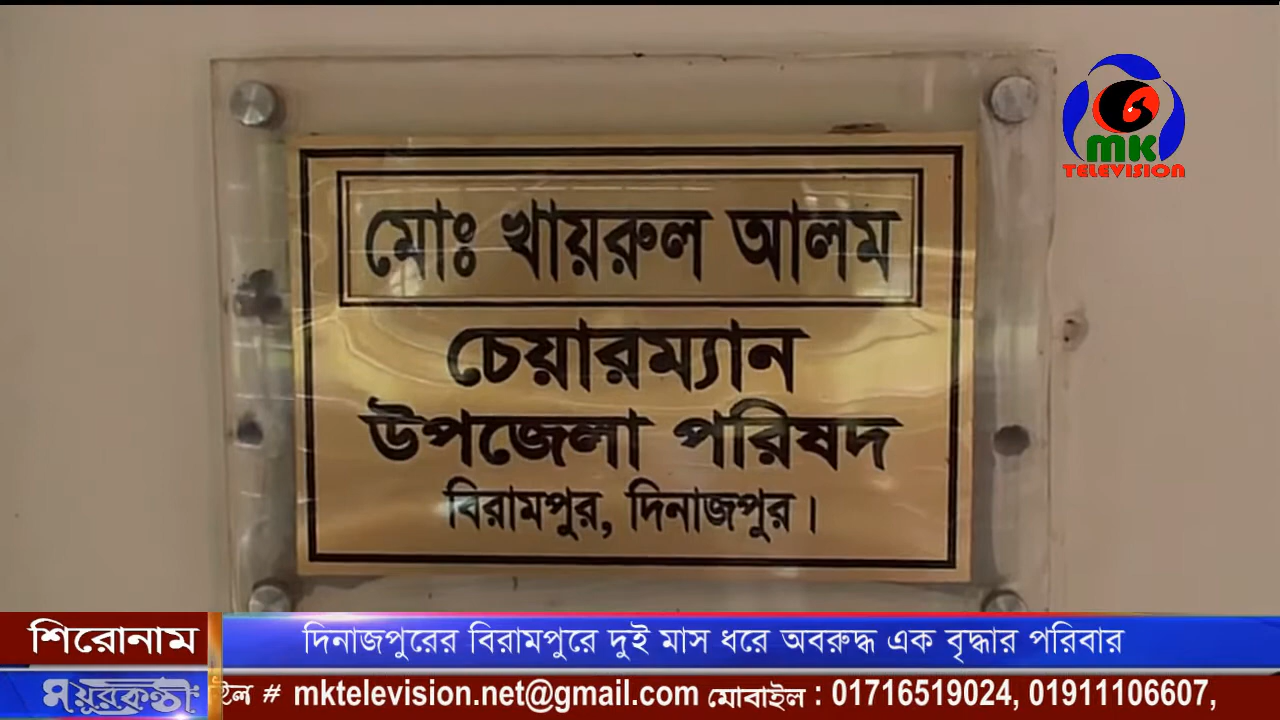 MK
TELEVISION
মোঃ খায়রুল আলম
চেয়ারম্যান
উপজেলা পরিষদ
বিরামপুর, দিনাজপুর।
শিরোনাম
দিনাজপুরের বিরামপুরে দুই মাস ধরে অবরুদ্ধ এক বৃদ্ধার পরিবার
ময়ূরকন্ঠী
# mktelevision.net@gmail.com মোবাইল : 01716519024, 01911106607,